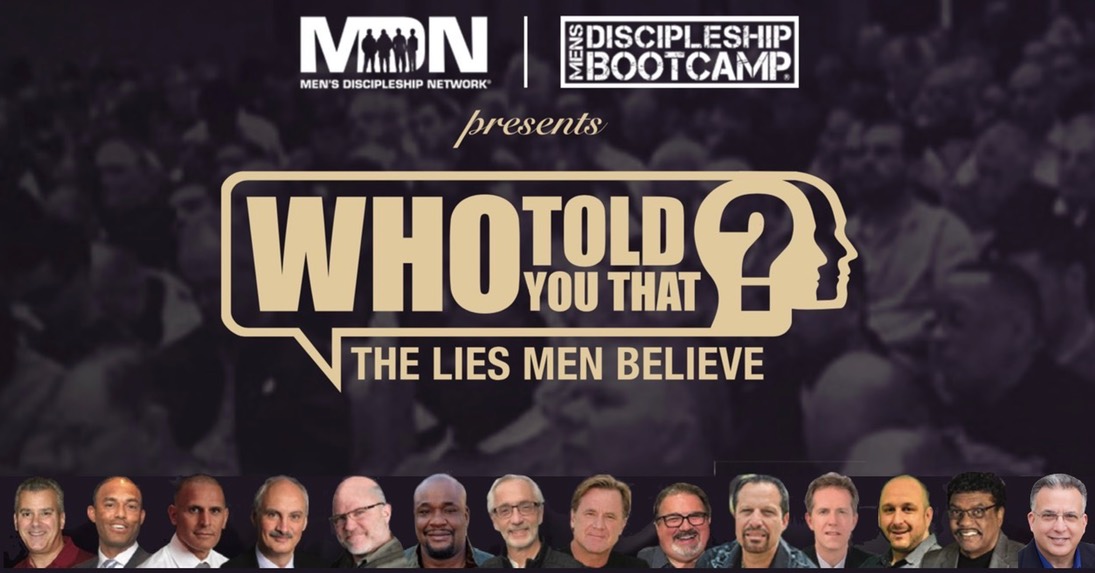 MDN
MEN'S DISCIPLESHIP NETWORK®
MENS DISCIPLESHIP BOOTCAMP®
presents
WHO TOLD YOU THAT?
THE LIES MEN BELIEVE